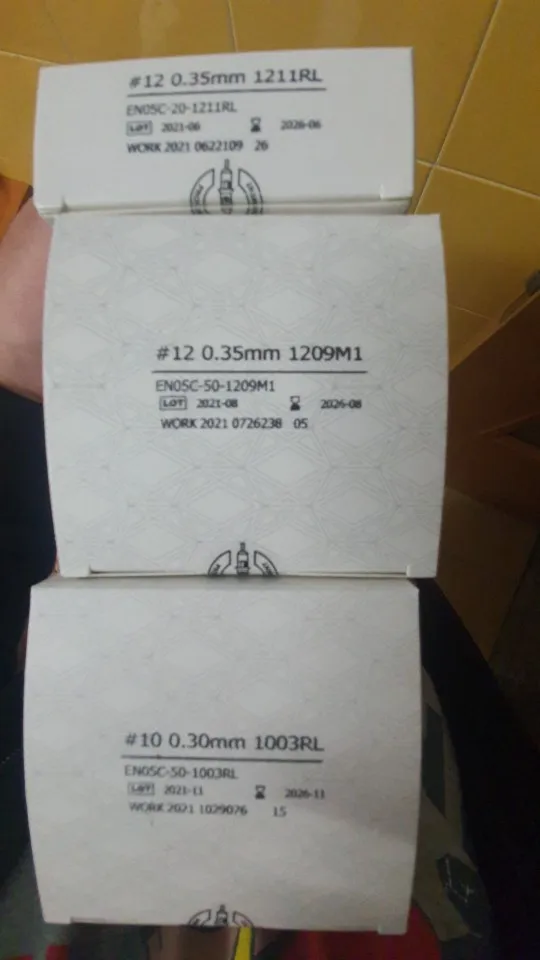 #12 0.35mm 1211RL
EN05C-20-1211RL
LOT 2021-06 2026-06
WORK 2021 0622109 26
#12 0.35mm 1209M1
EN05C-50-1209M1
LOT 2021-08 2026-08
WORK 2021 0726238 05
#10 0.30mm 1003RL
EN05C-50-1003RL
LOT 2021-11 2026-11
WORK 2021 1029076 15